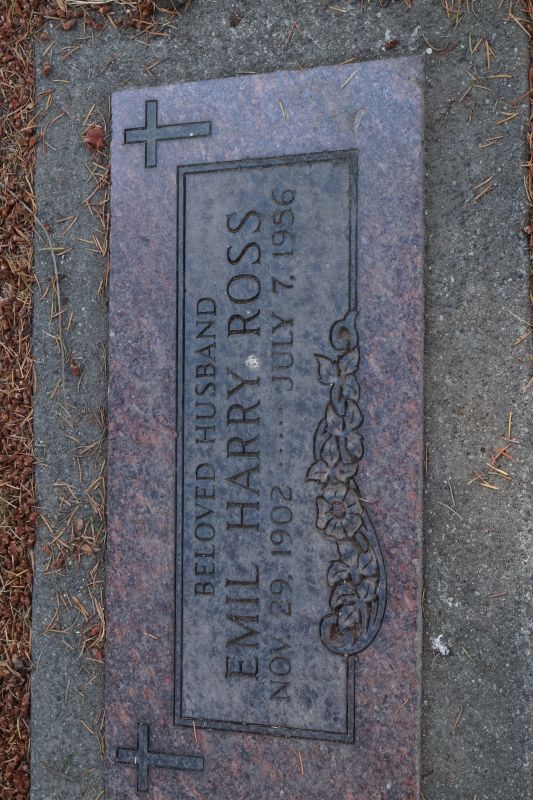 BELOVED HUSBAND
EMIL HARRY ROSS
NOV 29, 1902 ..... JULY 7, 1956